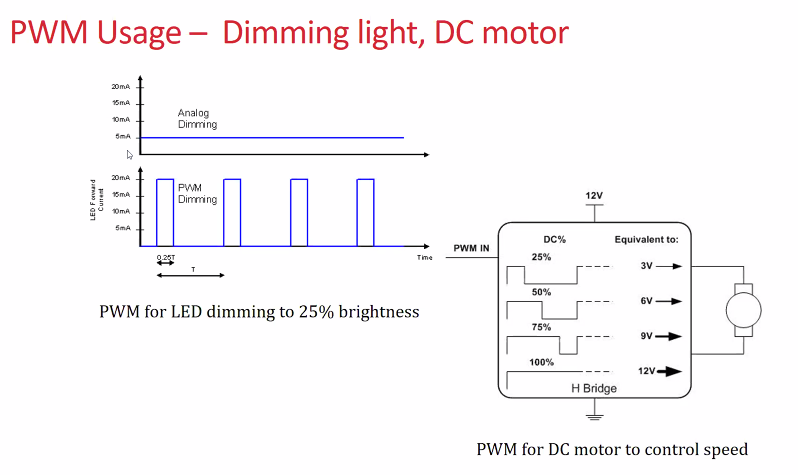 PWM Usage – Dimming light, DC motor
20mA
15mA
10mA
5mA
Analog
Dimming
LED Forward
Current
20mA
15mA
10mA
5mA
PWM
Dimming
0.25T
T
Time
PWM for LED dimming to 25% brightness
12V
PWM IN
DC%
Equivalent to:
25%
3V
50%
6V
75%
9V
100%
12V
H Bridge
PWM for DC motor to control speed